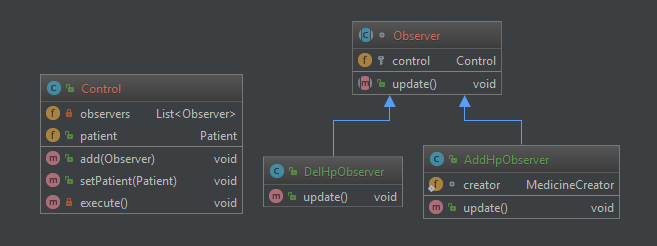 Observer
control Control
update() void
Control
observers List<Observer>
patient Patient
add(Observer) void
setPatient(Patient) void
execute() void
DelHpObserver
update() void
AddHpObserver
creator MedicineCreator
update() void